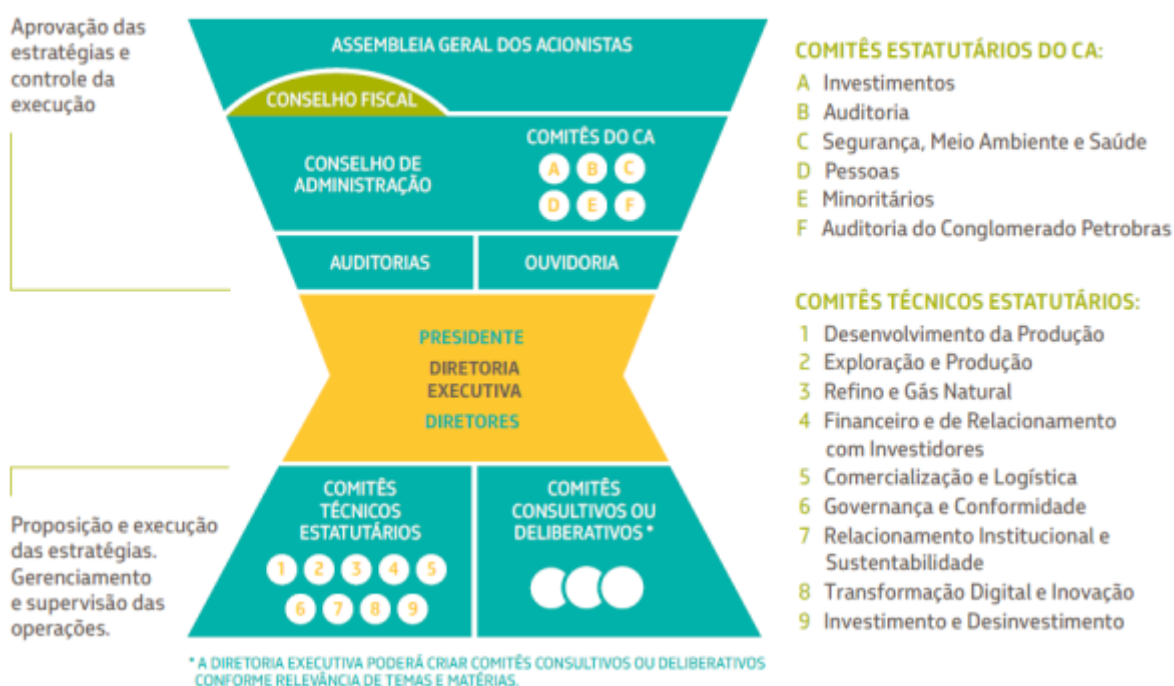 Aprovação das
estratégias e
controle da
execução
ASSEMBLEIA GERAL DOS ACIONISTAS
CONSELHO FISCAL
CONSELHO DE
ADMINISTRAÇÃO
COMITÊS DO CA
A B C
D E F
AUDITORIAS
OUVIDORIA
PRESIDENTE
DIRETORIA
EXECUTIVA
DIRETORES
Proposição e execução
das estratégias.
Gerenciamento
e supervisão das
operações.
COMITÊS
TÉCNICOS
ESTATUTÁRIOS
1 2 3 4 5
6 7 8 9
COMITÊS
CONSULTIVOS OU
DELIBERATIVOS *
* A DIRETORIA EXECUTIVA PODERÁ CRIAR COMITÊS CONSULTIVOS OU DELIBERATIVOS
CONFORME RELEVÂNCIA DE TEMAS E MATÉRIAS.
COMITÊS ESTATUTÁRIOS DO CA:
A Investimentos
B Auditoria
C Segurança, Meio Ambiente e Saúde
D Pessoas
E Minoritários
F Auditoria do Conglomerado Petrobras
COMITÊS TÉCNICOS ESTATUTÁRIOS:
1 Desenvolvimento da Produção
2 Exploração e Produção
3 Refino e Gás Natural
4 Financeiro e de Relacionamento
com Investidores
5 Comercialização e Logística
6 Governança e Conformidade
7 Relacionamento Institucional e
Sustentabilidade
8 Transformação Digital e Inovação
9 Investimento e Desinvestimento